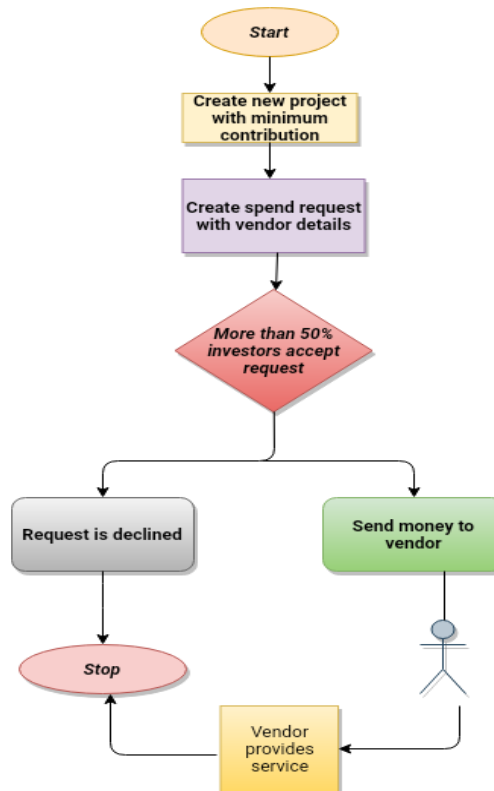 Start
Create new project
with minimum
contribution
Create spend request
with vendor details
More than 50%
investors accept
request
Request is declined
Send money to
vendor
Stop
Vendor
provides
service